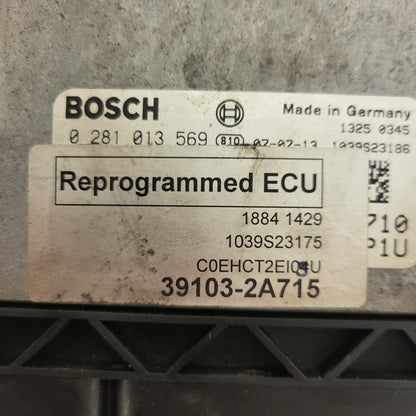 BOSCH
Made in Germany
1325 0345
0 281 013 569 810 07-07-13 1039S23186
Reprogrammed ECU
1884 1429
1039S23175
710
P1U
39103-2A715